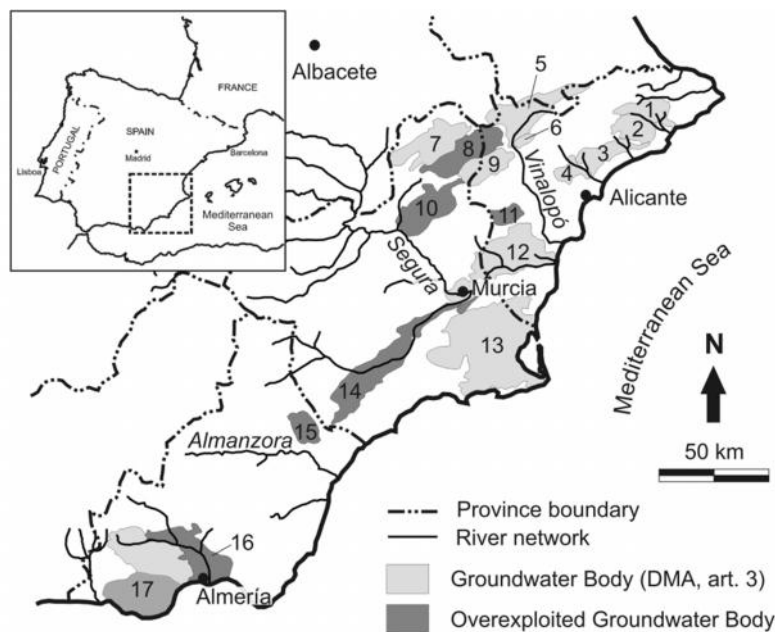 FRANCE
PORTUGAL
SPAIN
Madrid
Barcelona
Lisboa
Mediterranean
Sea
Albacete
5
1
2
6
7
8
3
9
4
Vinalopó
Alicante
10
11
12
Segura
Murcia
Mediterranean Sea
13
N
14
15
Almanzora
50 km
16
17
Almería
Province boundary
River network
Groundwater Body (DMA, art. 3)
Overexploited Groundwater Body